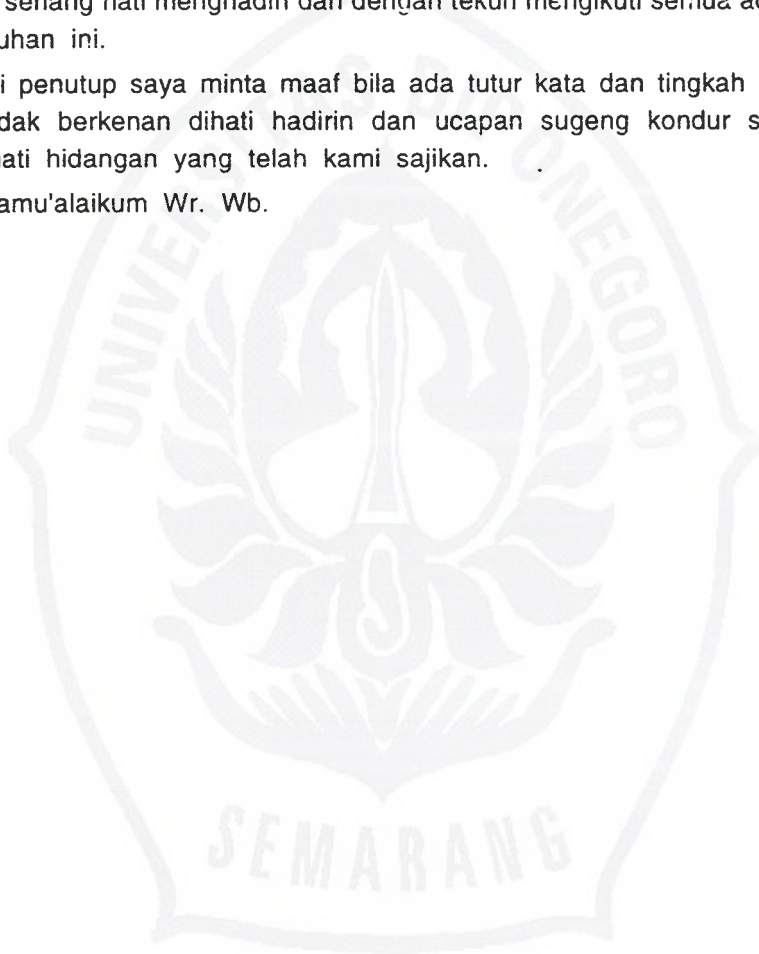 senang hati menghadiri dan dengan tekun mengikuti semua
uhan ini.
i penutup saya minta maaf bila ada tutur kata dan tingkah
dak berkenan dihati hadirin dan ucapan sugeng kondur s
ati hidangan yang telah kami sajikan.
amu'alaikum Wr. Wb.
UNIVERSITAS DIPONEGORO
SEMARANG